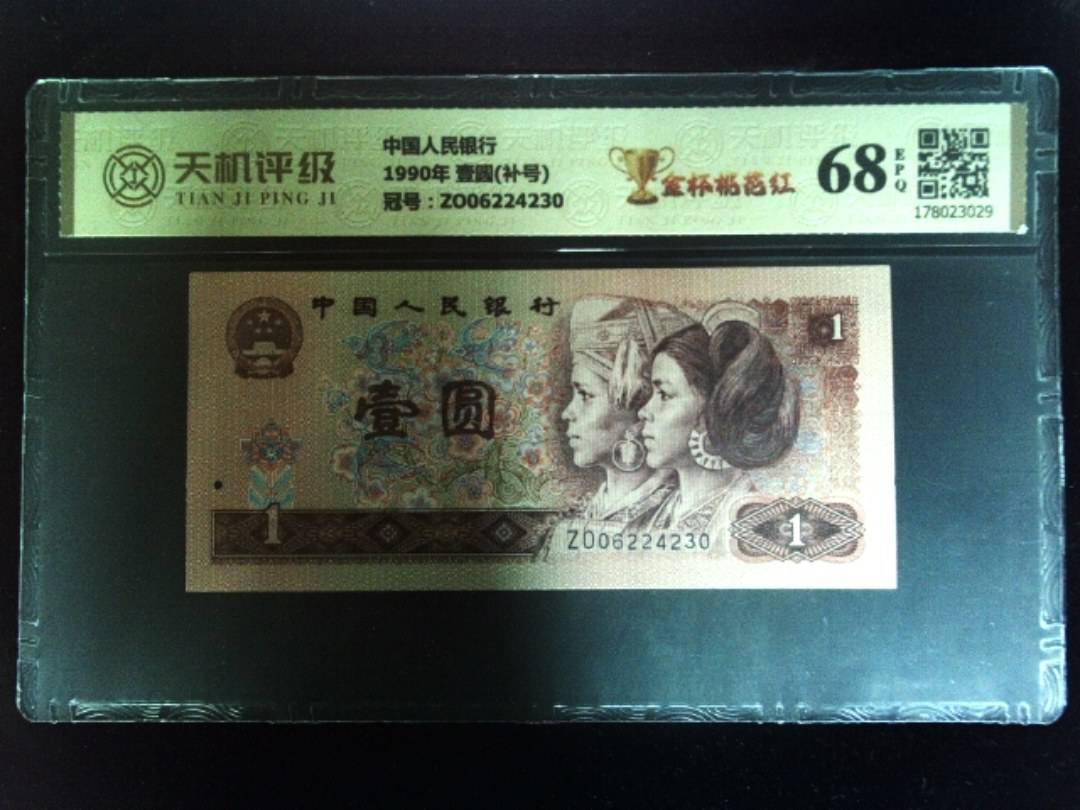 天机评级
TIAN JI PING JI
中国人民银行
1990年 壹圆(补号)
冠号：ZO06224230
金杯桃花红
68
EPQ
178023029
中国人民银行
1
壹圆
1
ZO06224230
1